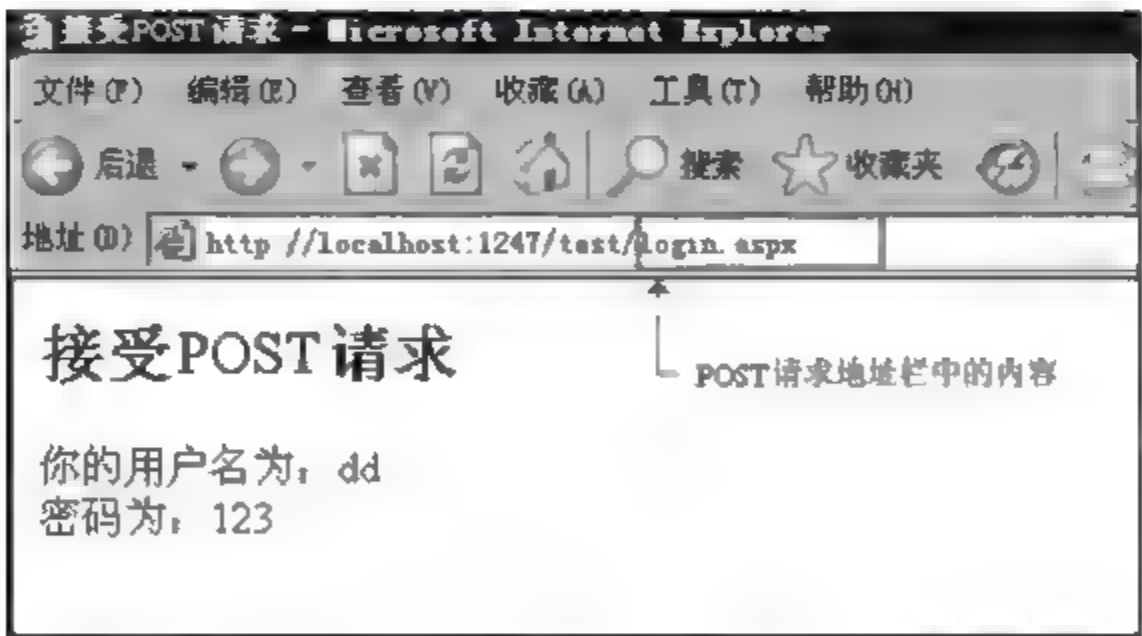 接受POST 请求 - Microsoft Internet Explorer
文件(F) 编辑(E) 查看(V) 收藏(A) 工具(T) 帮助(H)
后退 搜索 收藏夹
地址(D) http //localhost:1247/test/login.aspx
接受POST请求
POST请求地址栏中的内容
你的用户名为：dd
密码为：123